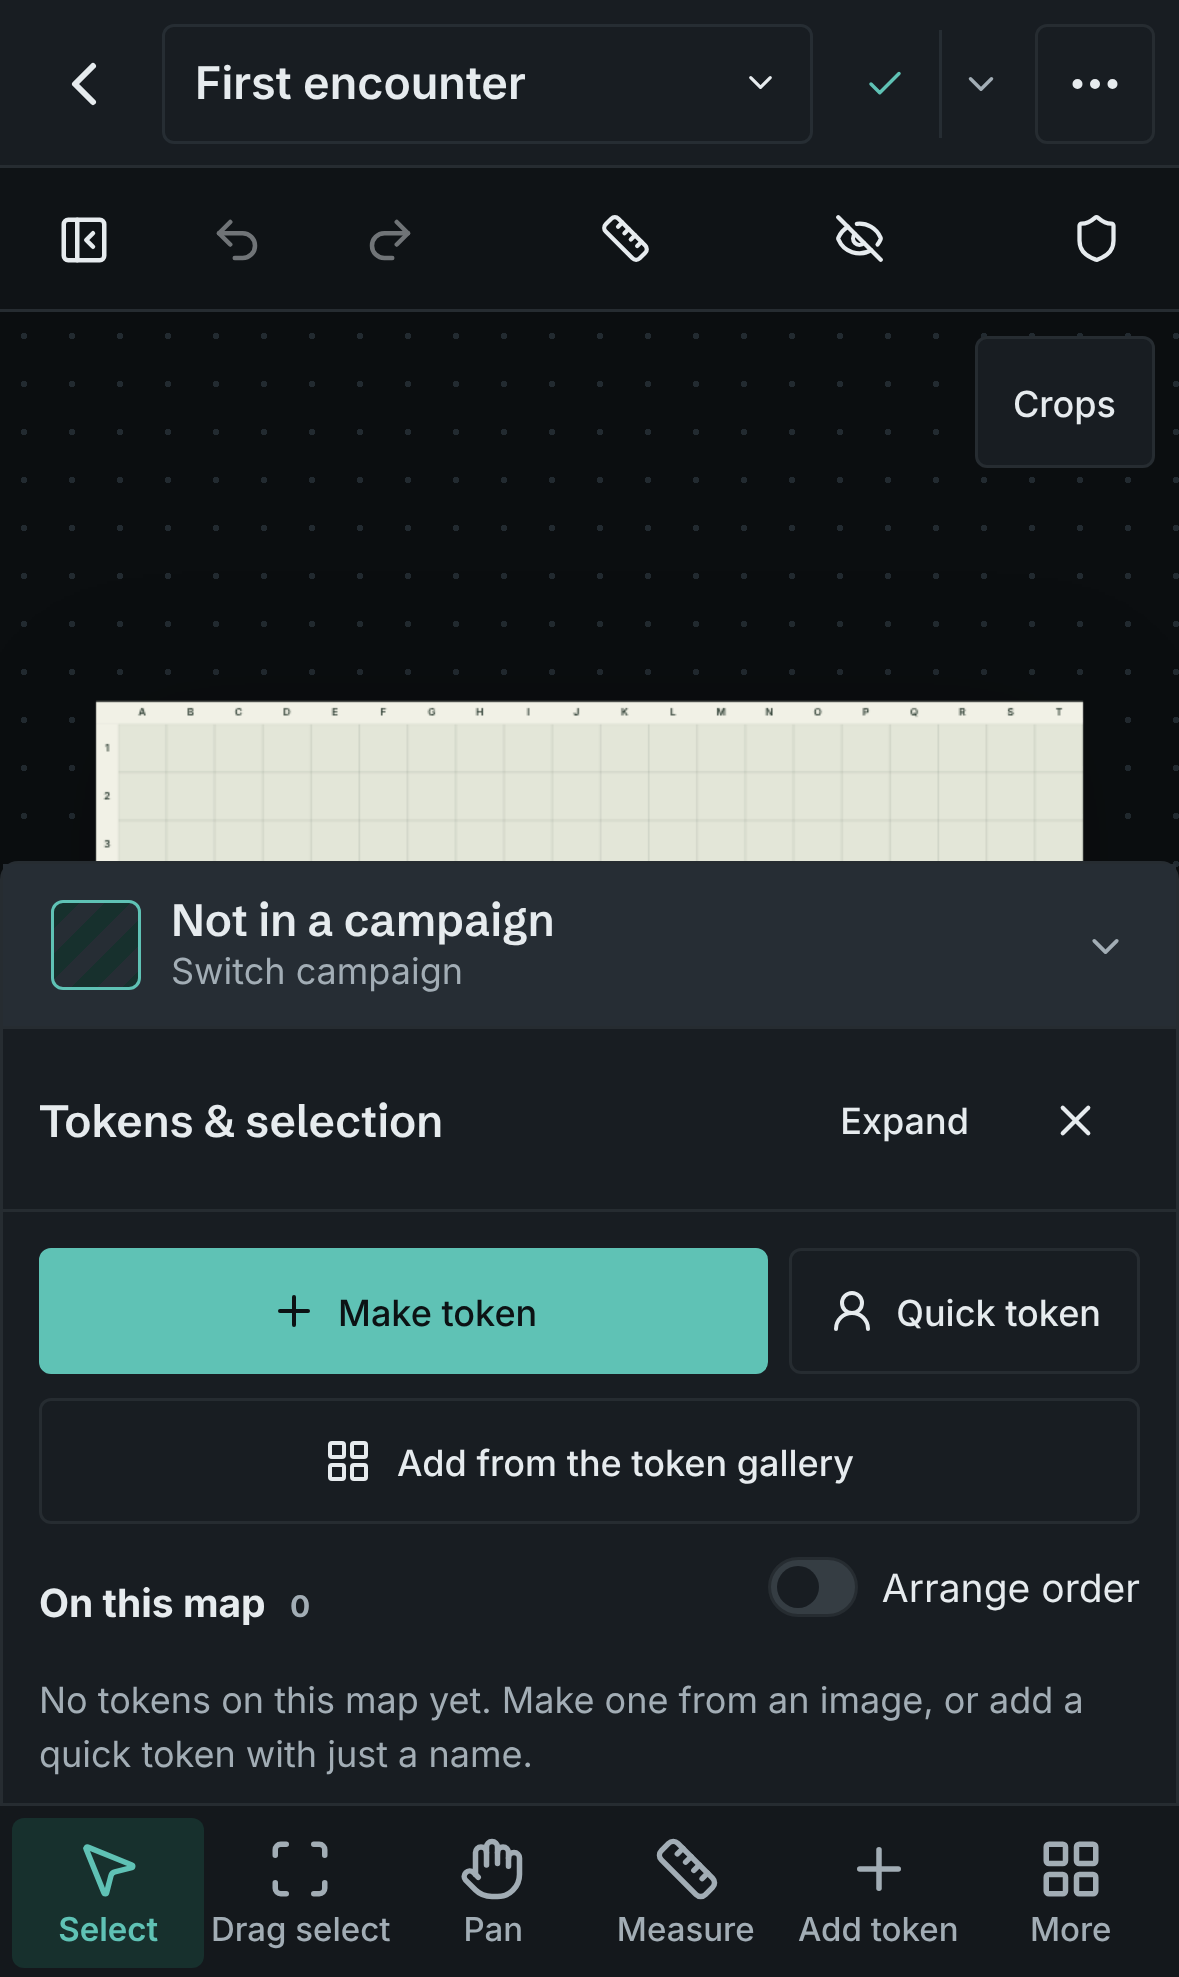 First encounter
Crops
A B C D E F G H I J K L M N O P Q R S T
1
2
3
Not in a campaign
Switch campaign
Tokens & selection
Expand
Make token
Quick token
Add from the token gallery
On this map 0
Arrange order
No tokens on this map yet. Make one from an image, or add a
quick token with just a name.
Select
Drag select
Pan
Measure
Add token
More